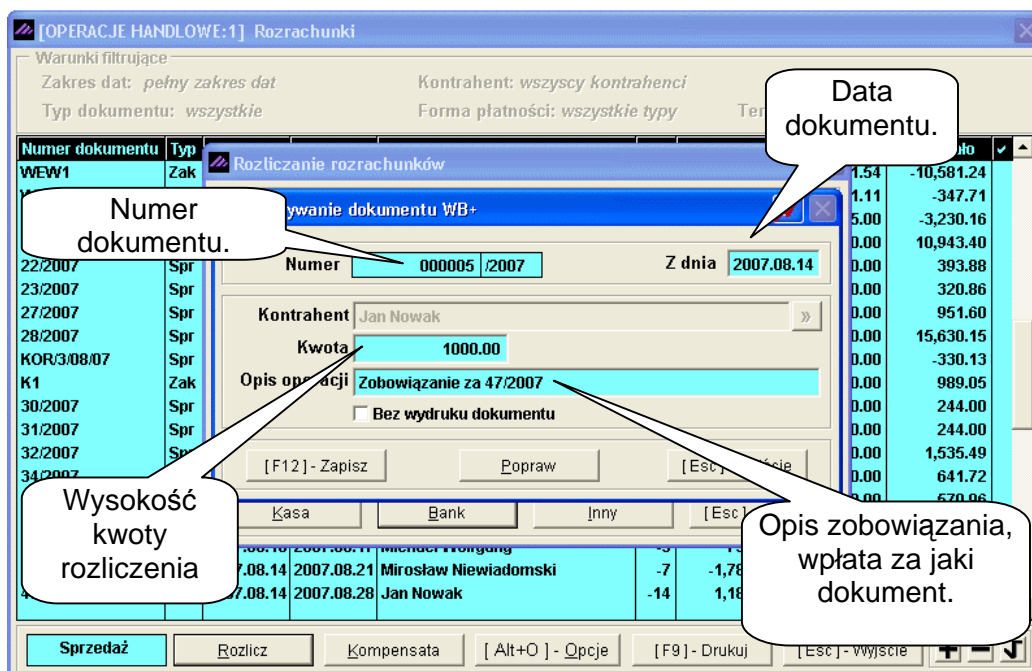 [OPERACJE HANDLOWE:1] Rozrachunki
Warunki filtrujące
Zakres dat: pełny zakres dat Kontrahent: wszyscy kontrahenci
Typ dokumentu: wszystkie Forma płatności: wszystkie typy
Data
dokumentu.
Numer dokumentu Typ
WEW1 Zak -10,581.24
-347.71
-3,230.16
10,943.40
22/2007 Spr 393.88
23/2007 Spr 320.86
27/2007 Spr 951.60
28/2007 Spr 15,630.15
KOR/3/08/07 Spr -330.13
K1 Zak 989.05
30/2007 Spr 244.00
31/2007 Spr 244.00
32/2007 1,535.49
34/2007 641.72
Rozliczanie rozrachunków
dokumentu WB+
Numer
dokumentu.
Numer 000005 /2007 Z dnia 2007.08.14
Kontrahent Jan Nowak »
Kwota 1000.00
Opis operacji Zobowiązanie za 47/2007
Bez wydruku dokumentu
[F12] - Zapisz Popraw [Esc]
Kasa Bank Inny [Esc]
Wysokość
kwoty
rozliczenia
Opis zobowiązania,
wpłata za jaki
dokument.
2007.08.21 Mirosław Niewiadomski -7
2007.08.28 Jan Nowak -14
Sprzedaż Rozlicz Kompensata [ Alt+O ] - Opcje [F9] - Drukuj [Esc] - Wyjście